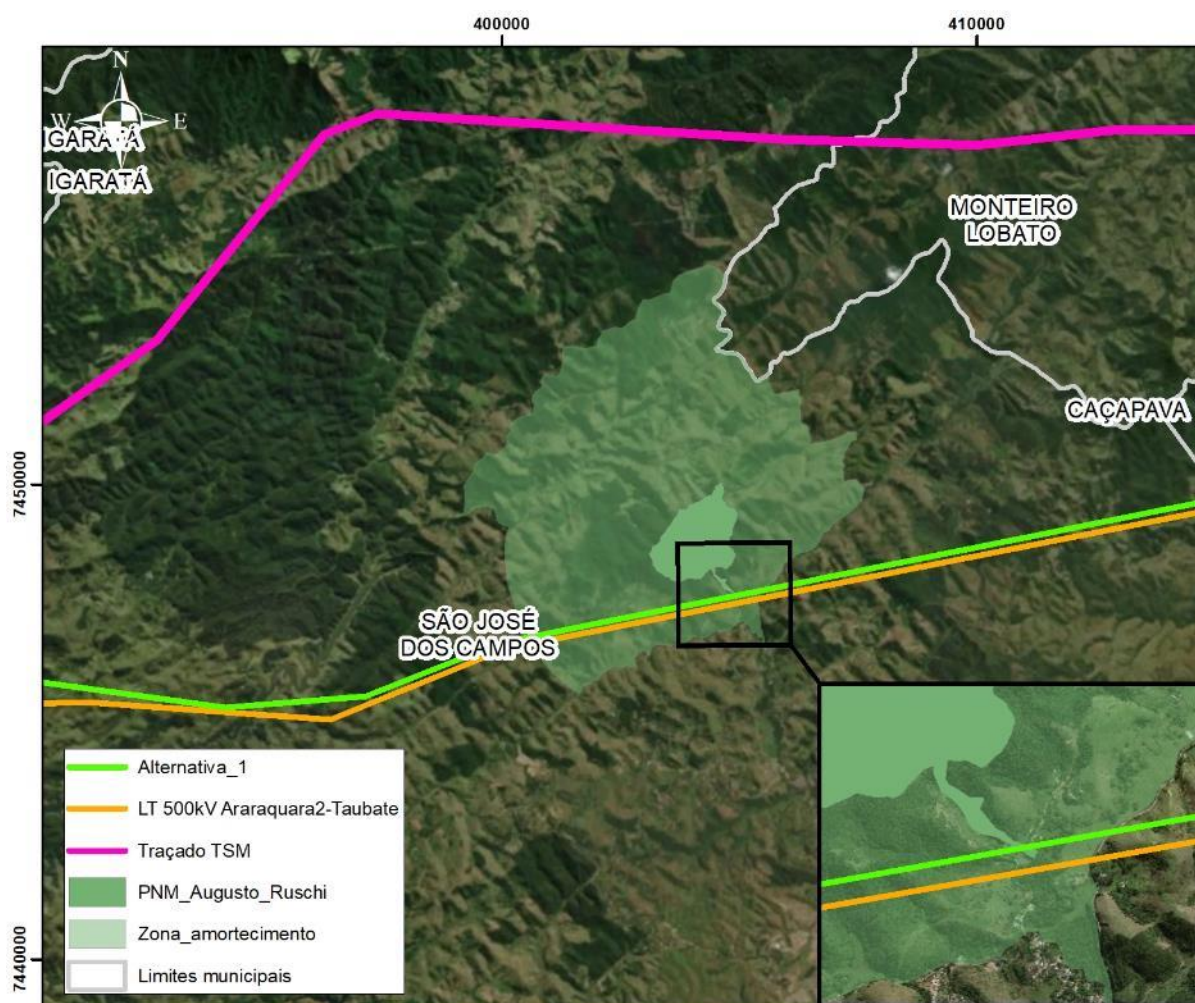 400000
410000
N
W
E
IGARATÁ
IGARATÁ
MONTEIRO
LOBATO
CAÇAPAVA
7450000
SÃO JOSÉ
DOS CAMPOS
Alternativa_1
LT 500kV Araraquara2-Taubate
Traçado TSM
PNM_Augusto_Ruschi
Zona_amortecimento
Limites municipais
7440000